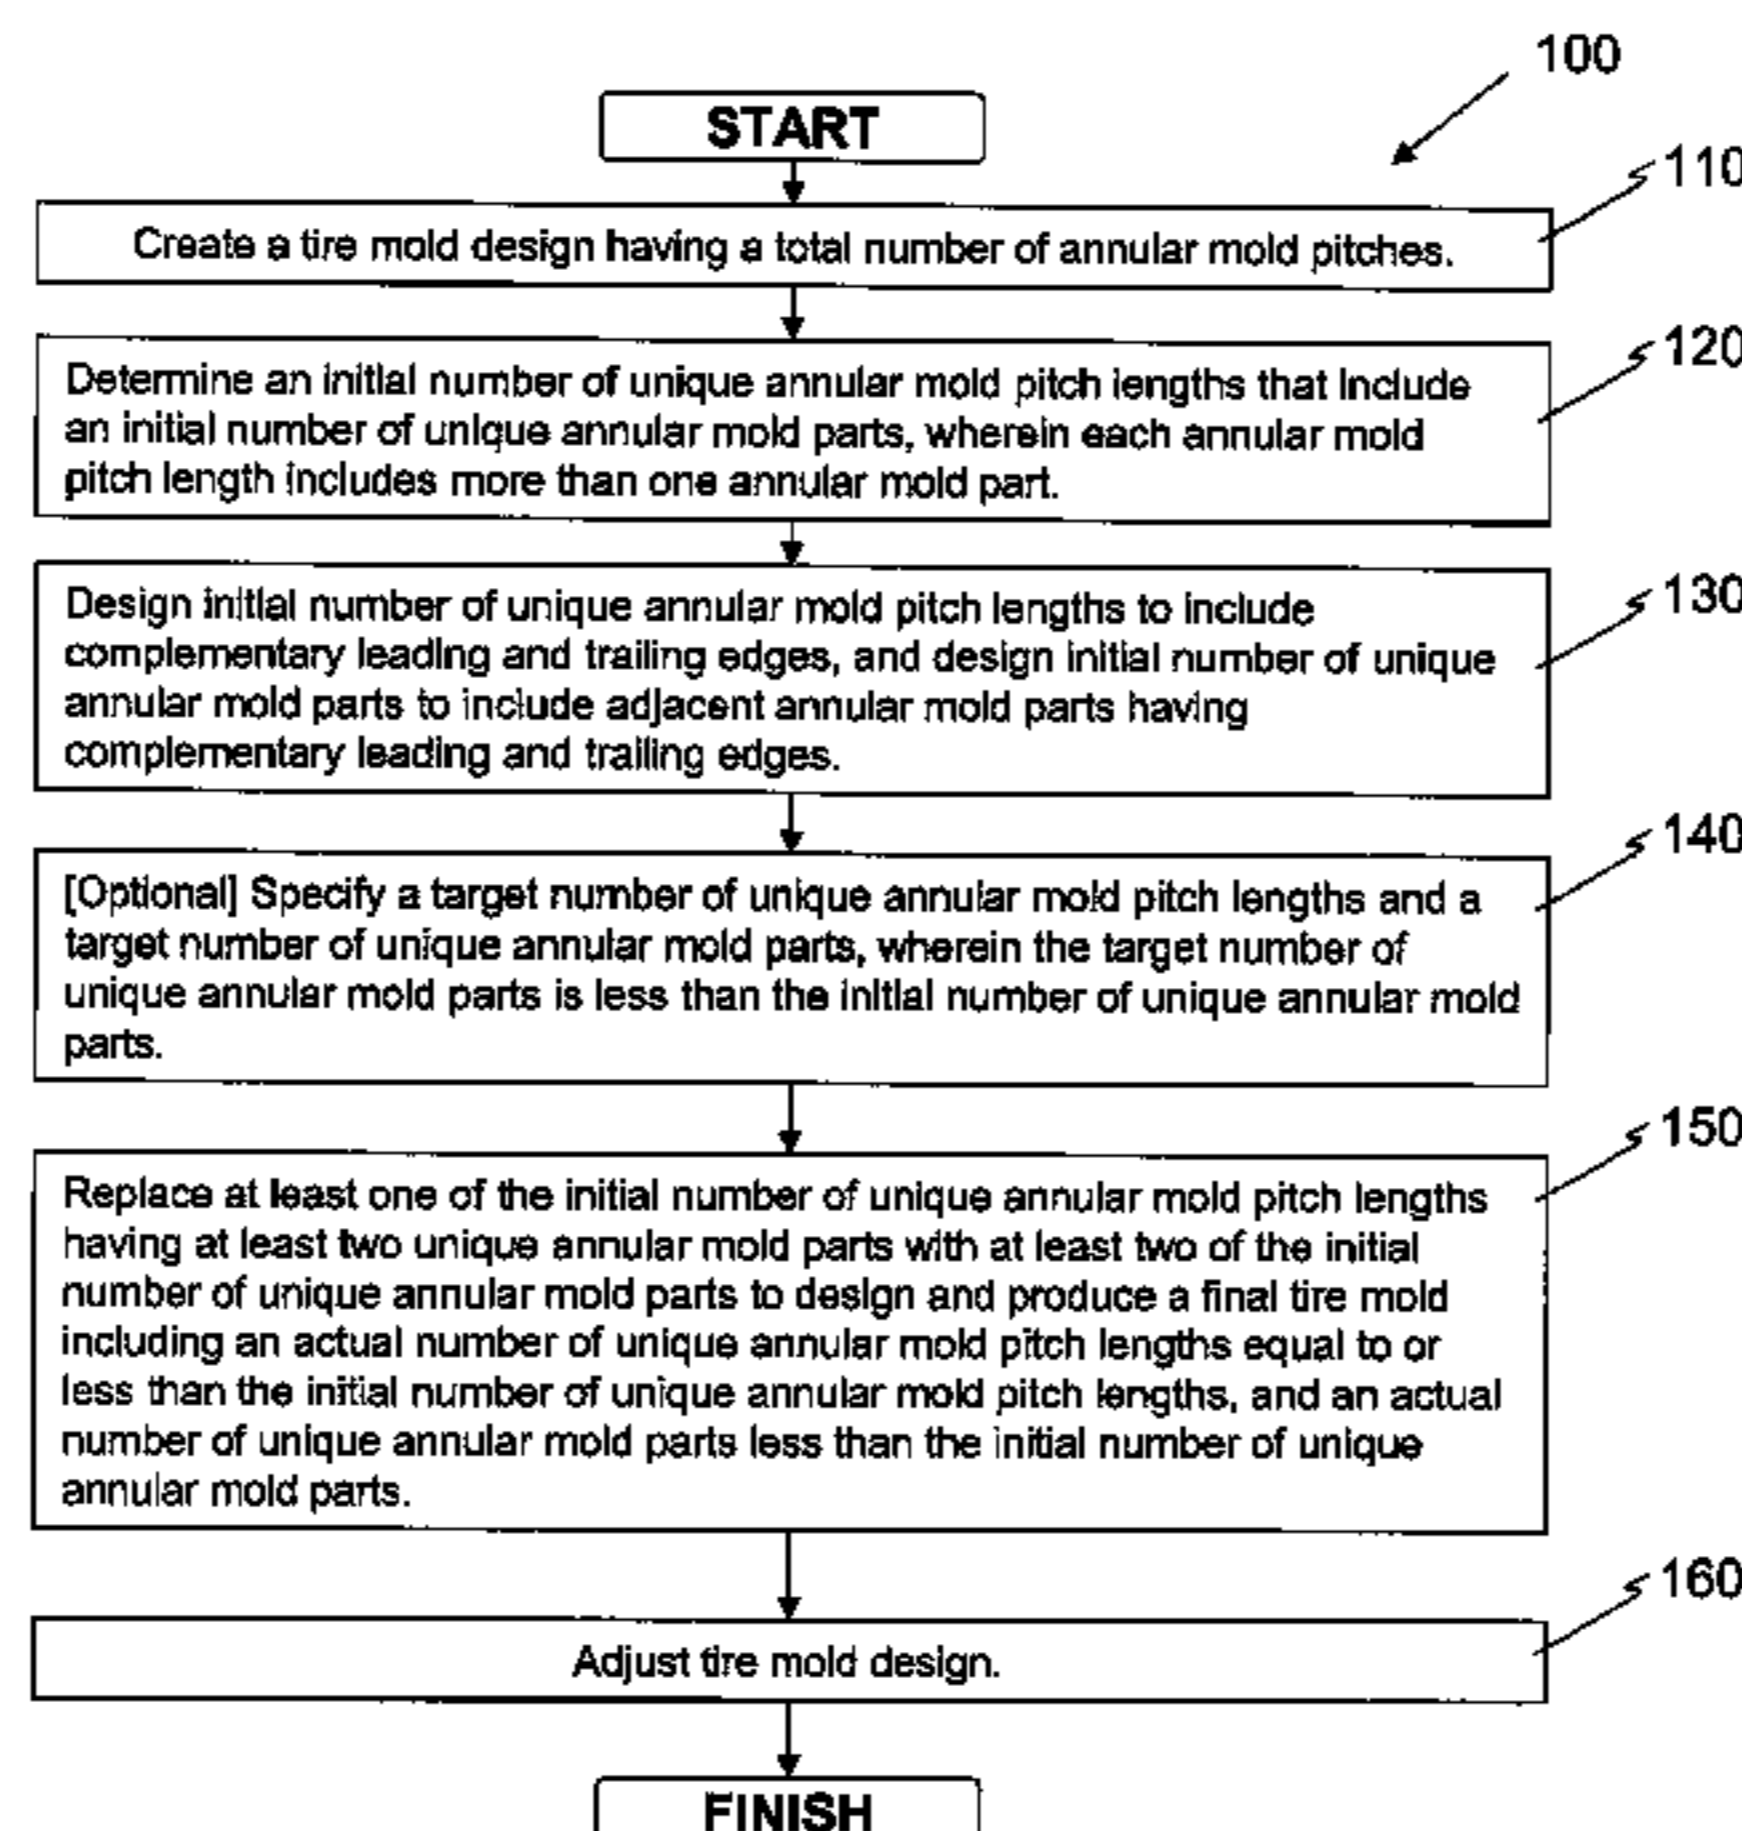 100
START
110
Create a tire mold design having a total number of annular mold pitches.
120
Determine an initial number of unique annular mold pitch lengths that include
an initial number of unique annular mold parts, wherein each annular mold
pitch length includes more than one annular mold part.
130
Design initial number of unique annular mold pitch lengths to include
complementary leading and trailing edges, and design initial number of unique
annular mold parts to include adjacent annular mold parts having
complementary leading and trailing edges.
140
[Optional] Specify a target number of unique annular mold pitch lengths and a
target number of unique annular mold parts, wherein the target number of
unique annular mold parts is less than the initial number of unique annular mold
parts.
150
Replace at least one of the initial number of unique annular mold pitch lengths
having at least two unique annular mold parts with at least two of the initial
number of unique annular mold parts to design and produce a final tire mold
including an actual number of unique annular mold pitch lengths equal to or
less than the initial number of unique annular mold pitch lengths, and an actual
number of unique annular mold parts less than the initial number of unique
annular mold parts.
160
Adjust tire mold design.
FINISH